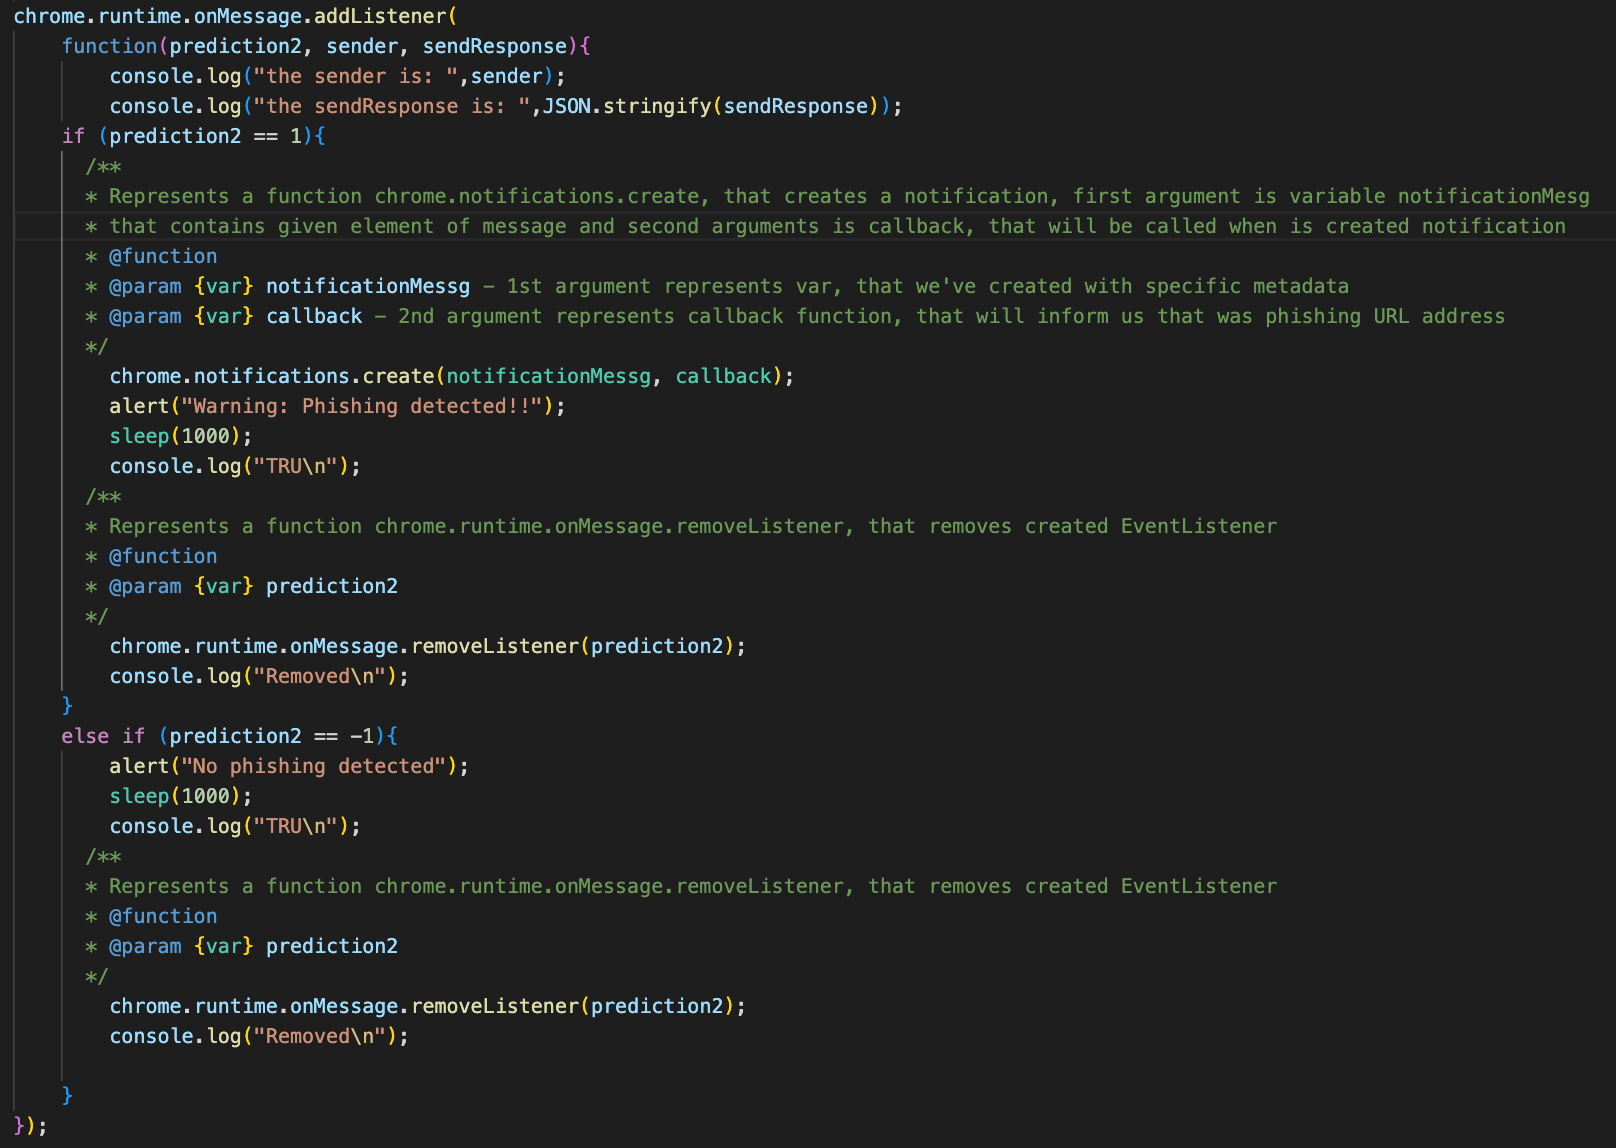 chrome.runtime.onMessage.addListener(
    function(prediction2, sender, sendResponse){
        console.log("the sender is: ",sender);
        console.log("the sendResponse is: ",JSON.stringify(sendResponse));
    if (prediction2 == 1){
      /**
      * Represents a function chrome.notifications.create, that creates a notification, first argument is variable notificationMesg
      * that contains given element of message and second arguments is callback, that will be called when is created notification
      * @function
      * @param {var} notificationMessg – 1st argument represents var, that we've created with specific metadata
      * @param {var} callback – 2nd argument represents callback function, that will inform us that was phishing URL address
      */
        chrome.notifications.create(notificationMessg, callback);
        alert("Warning: Phishing detected!!");
        sleep(1000);
        console.log("TRU\n");
      /**
      * Represents a function chrome.runtime.onMessage.removeListener, that removes created EventListener
      * @function
      * @param {var} prediction2
      */
        chrome.runtime.onMessage.removeListener(prediction2);
        console.log("Removed\n");
    }
    else if (prediction2 == -1){
        alert("No phishing detected");
        sleep(1000);
        console.log("TRU\n");
      /**
      * Represents a function chrome.runtime.onMessage.removeListener, that removes created EventListener
      * @function
      * @param {var} prediction2
      */
        chrome.runtime.onMessage.removeListener(prediction2);
        console.log("Removed\n");

    }
});